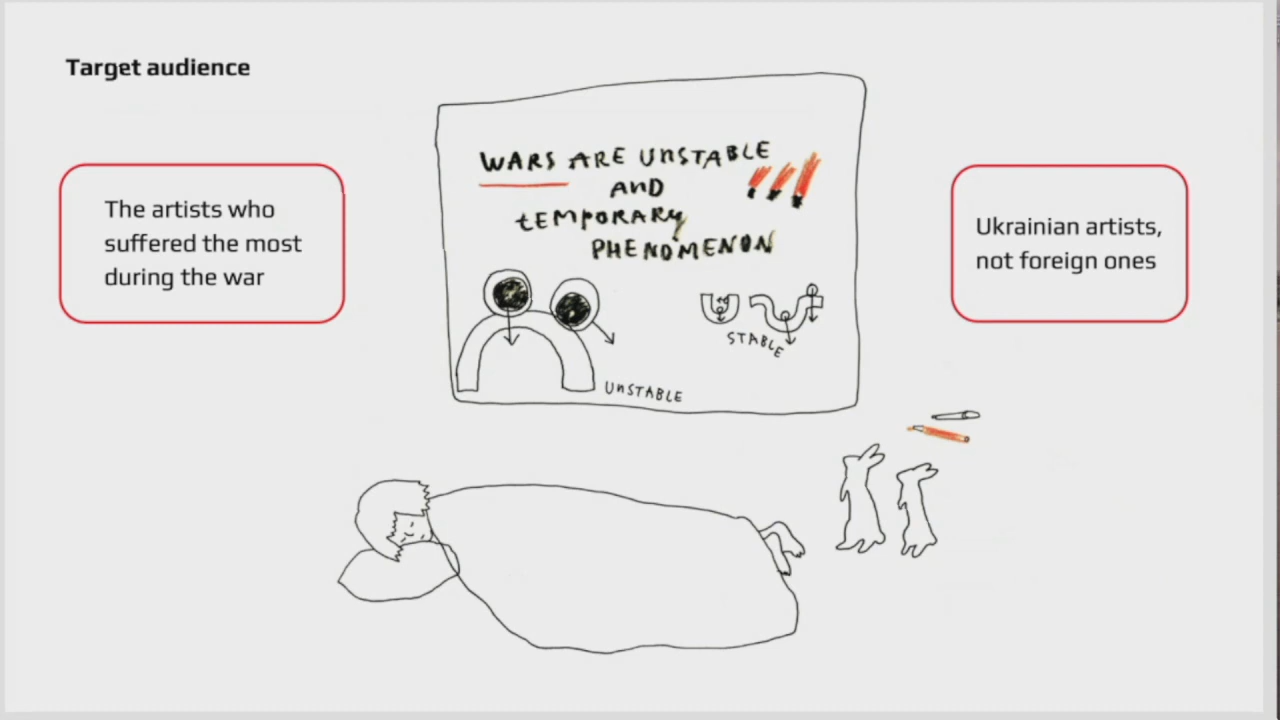 Target audience
The artists who
suffered the most
during the war
WARS ARE UNSTABLE
AND
TEMPORARY
PHENOMENON
STABLE
UNSTABLE
Ukrainian artists,
not foreign ones